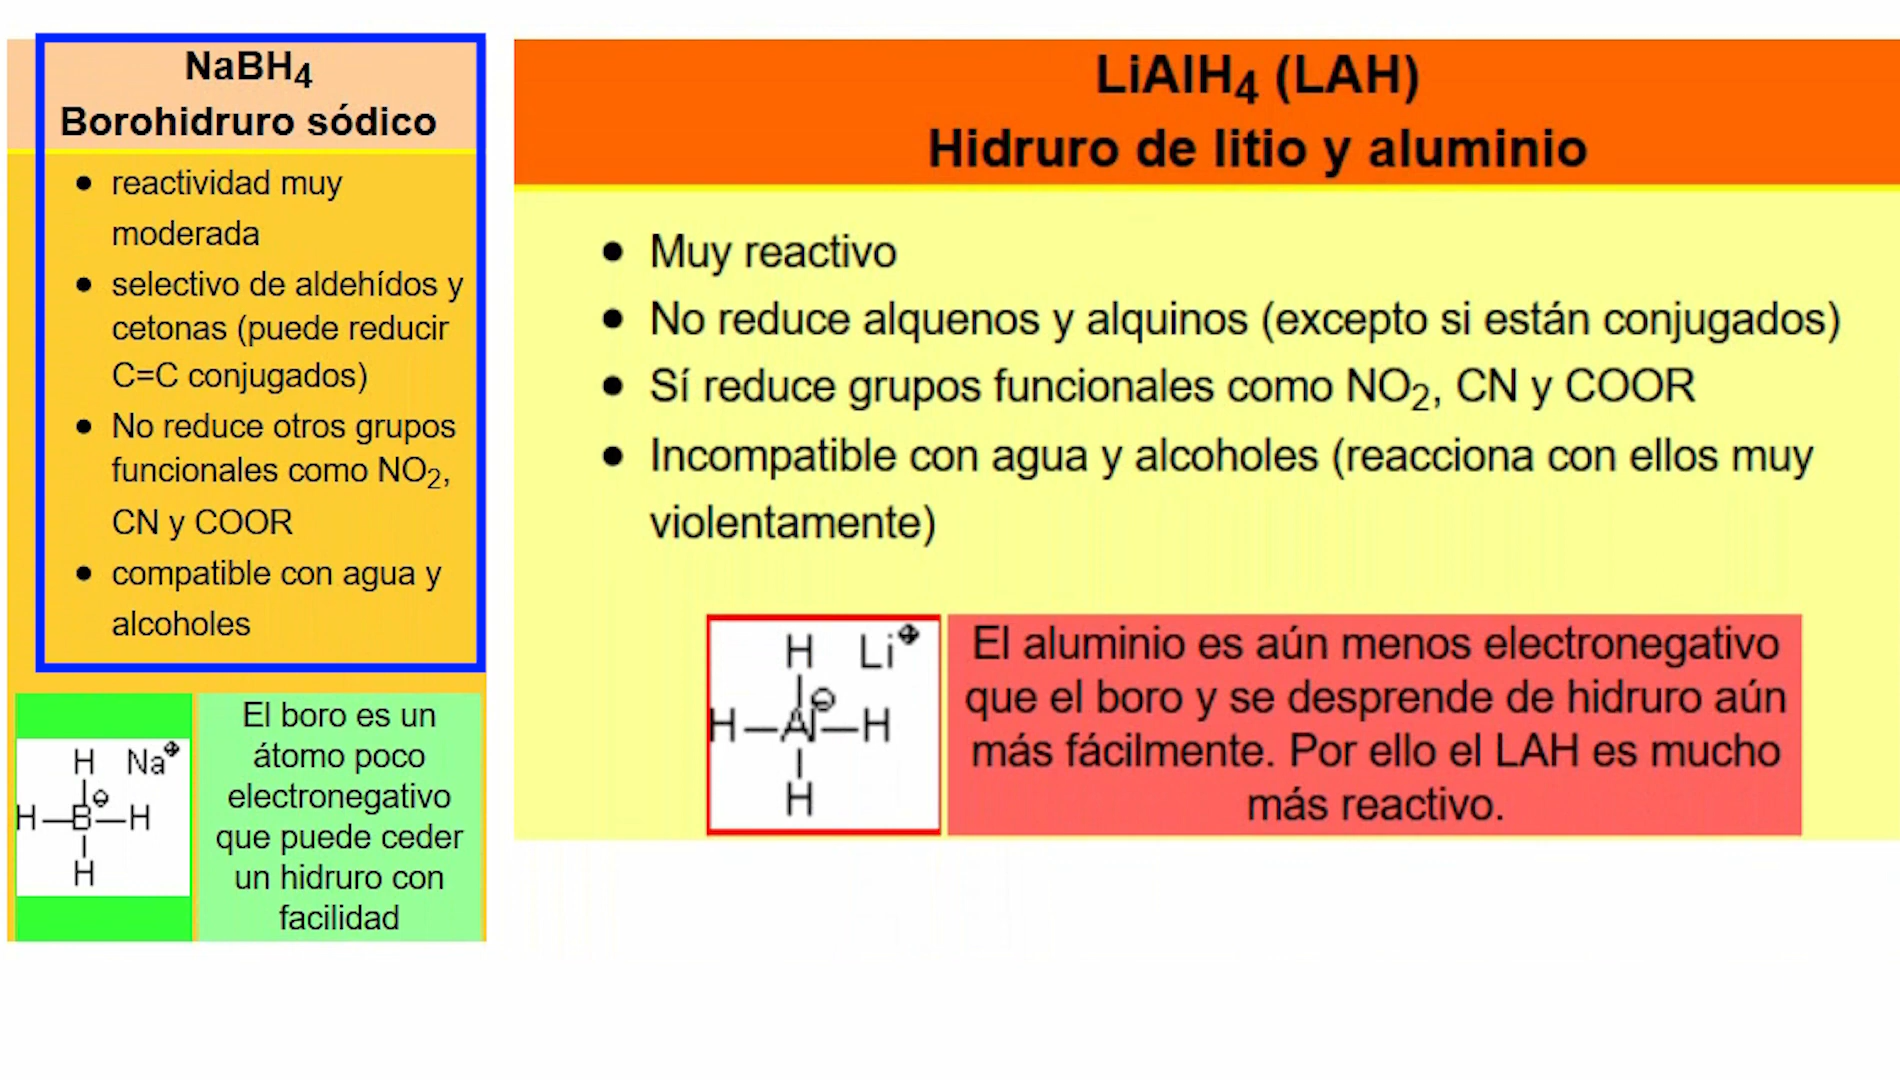 NaBH4
Borohidruro sódico
● reactividad muy
moderada
● selectivo de aldehídos y
cetonas (puede reducir
C=C conjugados)
● No reduce otros grupos
funcionales como NO2,
CN y COOR
● compatible con agua y
alcoholes
H Na⊕
⊖
H—B—H
H
El boro es un
átomo poco
electronegativo
que puede ceder
un hidruro con
facilidad
LiAlH4 (LAH)
Hidruro de litio y aluminio
● Muy reactivo
● No reduce alquenos y alquinos (excepto si están conjugados)
● Sí reduce grupos funcionales como NO2, CN y COOR
● Incompatible con agua y alcoholes (reacciona con ellos muy
violentamente)
H Li⊕
⊖
H—Al—H
H
El aluminio es aún menos electronegativo
que el boro y se desprende de hidruro aún
más fácilmente. Por ello el LAH es mucho
más reactivo.